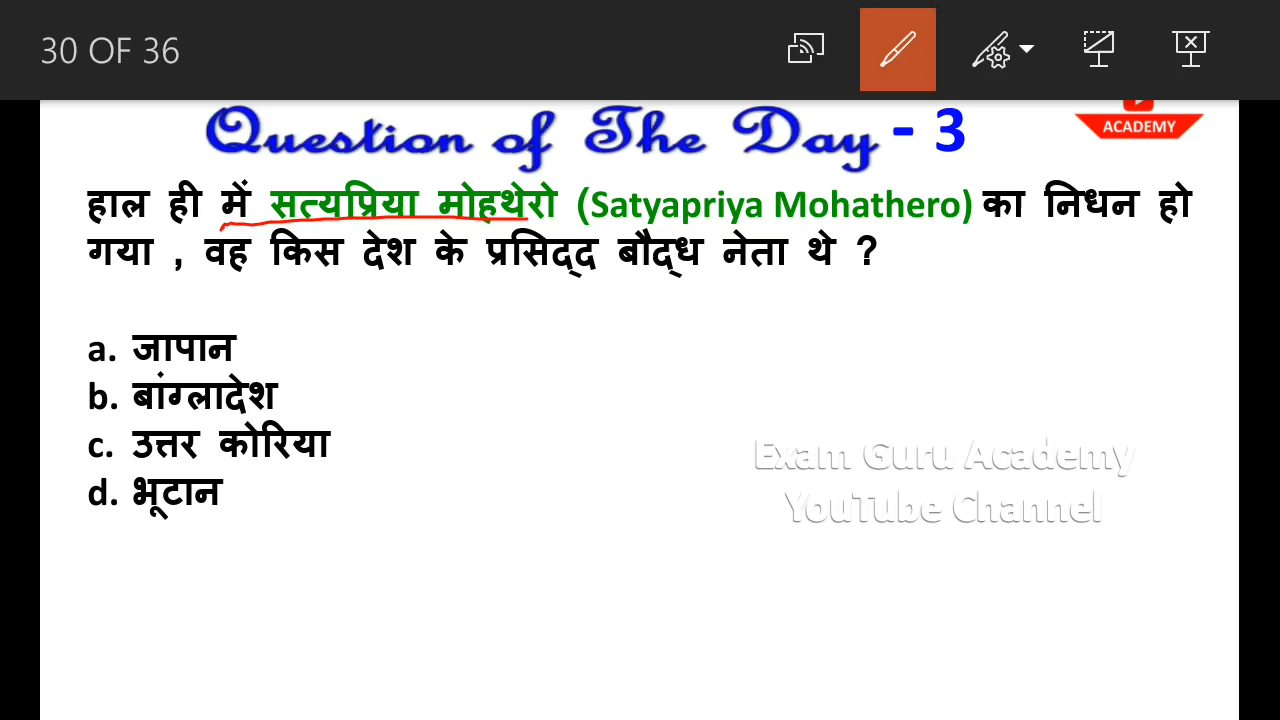 30 OF 36
Question of The Day - 3
ACADEMY
हाल ही में सत्यप्रिया मोहथेरो (Satyapriya Mohathero) का निधन हो
गया , वह किस देश के प्रसिद्द बौद्ध नेता थे ?
a. जापान
b. बांग्लादेश
c. उत्तर कोरिया
d. भूटान
Exam Guru Academy
YouTube Channel